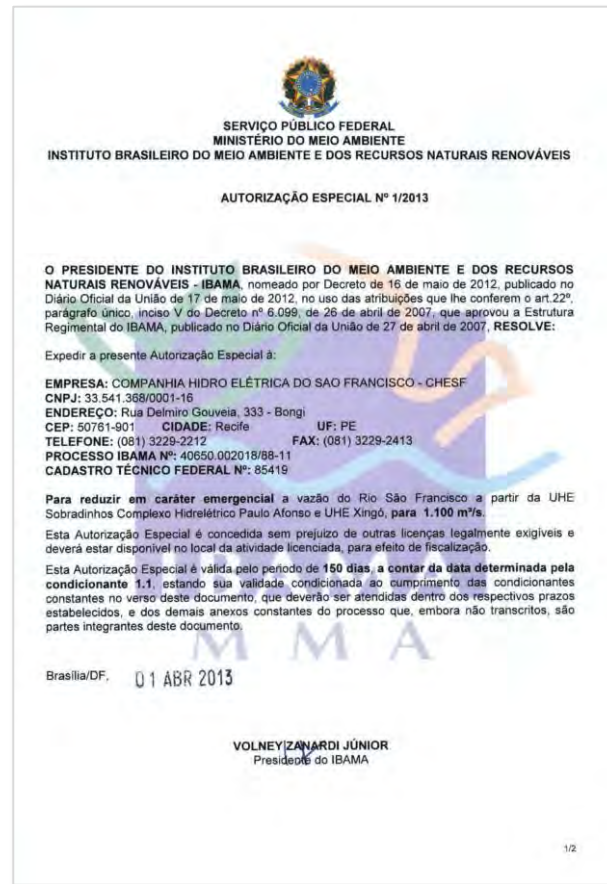 SERVIÇO PÚBLICO FEDERAL
MINISTÉRIO DO MEIO AMBIENTE
INSTITUTO BRASILEIRO DO MEIO AMBIENTE E DOS RECURSOS NATURAIS RENOVÁVEIS
AUTORIZAÇÃO ESPECIAL Nº 1/2013
O PRESIDENTE DO INSTITUTO BRASILEIRO DO MEIO AMBIENTE E DOS RECURSOS
NATURAIS RENOVÁVEIS - IBAMA, nomeado por Decreto de 16 de maio de 2012, publicado no
Diário Oficial da União de 17 de maio de 2012, no uso das atribuições que lhe conferem o art.22º,
parágrafo único, inciso V do Decreto nº 6.099, de 26 de abril de 2007, que aprovou a Estrutura
Regimental do IBAMA, publicado no Diário Oficial da União de 27 de abril de 2007, RESOLVE:
Expedir a presente Autorização Especial à:
EMPRESA: COMPANHIA HIDRO ELÉTRICA DO SAO FRANCISCO - CHESF
CNPJ: 33.541.368/0001-16
ENDEREÇO: Rua Delmiro Gouveia, 333 - Bongi
CEP: 50761-901 CIDADE: Recife UF: PE
TELEFONE: (081) 3229-2212 FAX: (081) 3229-2413
PROCESSO IBAMA Nº: 40650.002018/88-11
CADASTRO TÉCNICO FEDERAL Nº: 85419
Para reduzir em caráter emergencial a vazão do Rio São Francisco a partir da UHE
Sobradinhos Complexo Hidrelétrico Paulo Afonso e UHE Xingó, para 1.100 m³/s.
Esta Autorização Especial é concedida sem prejuizo de outras licenças legalmente exigíveis e
deverá estar disponível no local da atividade licenciada, para efeito de fiscalização.
Esta Autorização Especial é válida pelo periodo de 150 dias, a contar da data determinada pela
condicionante 1.1, estando sua validade condicionada ao cumprimento das condicionantes
constantes no verso deste documento, que deverão ser atendidas dentro dos respectivos prazos
estabelecidos, e dos demais anexos constantes do processo que, embora não transcritos, são
partes integrantes deste documento.
M M A
Brasília/DF, 01 ABR 2013
VOLNEY ZANARDI JÚNIOR
Presidente do IBAMA
1/2